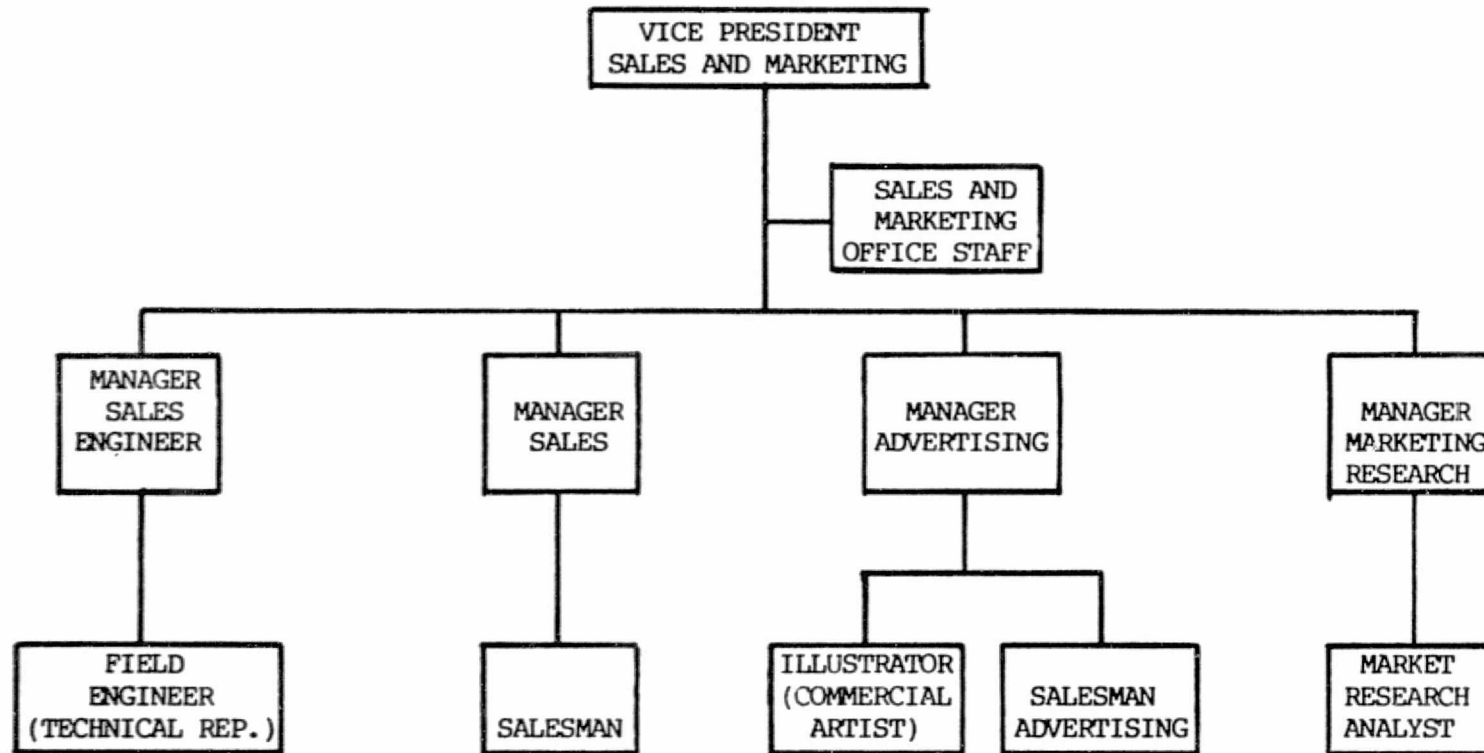 VICE PRESIDENT
SALES AND MARKETING
SALES AND
MARKETING
OFFICE STAFF
MANAGER
SALES
ENGINEER
MANAGER
SALES
MANAGER
ADVERTISING
MANAGER
MARKETING
RESEARCH
FIELD
ENGINEER
(TECHNICAL REP.)
SALESMAN
ILLUSTRATOR
(COMMERCIAL
ARTIST)
SALESMAN
ADVERTISING
MARKET
RESEARCH
ANALYST